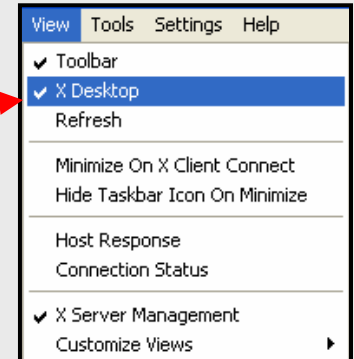 View Tools Settings Help
Toolbar
X Desktop
Refresh
Minimize On X Client Connect
Hide Taskbar Icon On Minimize
Host Response
Connection Status
X Server Management
Customize Views